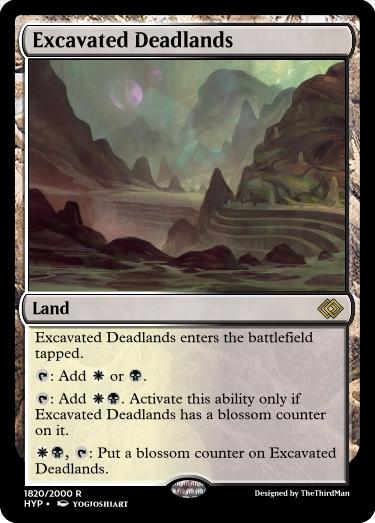 Excavated Deadlands
Land
Excavated Deadlands enters the battlefield
tapped.
: Add or .
: Add . Activate this ability only if
Excavated Deadlands has a blossom counter
on it.
, : Put a blossom counter on Excavated
Deadlands.
1820/2000 R
HYP • YOGJOSHIART
Designed by TheThirdMan